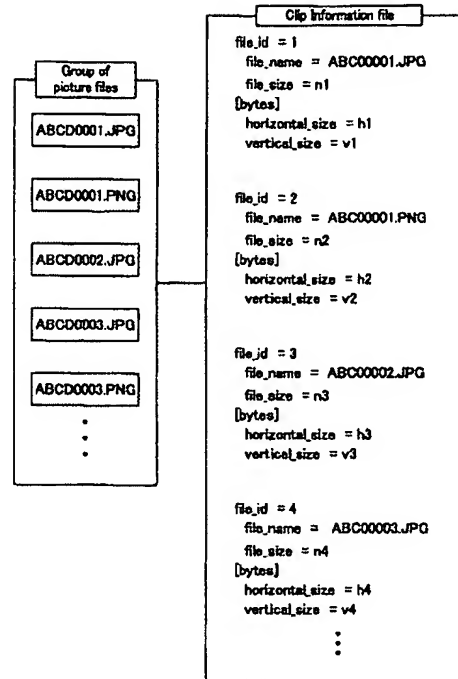 Group of
picture files
ABCD0001.JPG
ABCD0001.PNG
ABCD0002.JPG
ABCD0003.JPG
ABCD0003.PNG
Clip Information file
file_id = 1
file_name = ABC00001.JPG
file_size = n1
[bytes]
horizontal_size = h1
vertical_size = v1
file_id = 2
file_name = ABC00001.PNG
file_size = n2
[bytes]
horizontal_size = h2
vertical_size = v2
file_id = 3
file_name = ABC00002.JPG
file_size = n3
[bytes]
horizontal_size = h3
vertical_size = v3
file_id = 4
file_name = ABC00003.JPG
file_size = n4
[bytes]
horizontal_size = h4
vertical_size = v4